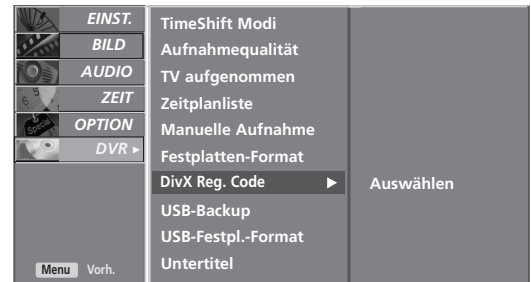 EINST.
BILD
AUDIO
ZEIT
OPTION
DVR
Menu Vorh.
TimeShift Modi
Aufnahmequalität
TV aufgenommen
Zeitplanliste
Manuelle Aufnahme
Festplatten-Format
DivX Reg. Code
USB-Backup
USB-Festpl.-Format
Untertitel
Auswählen